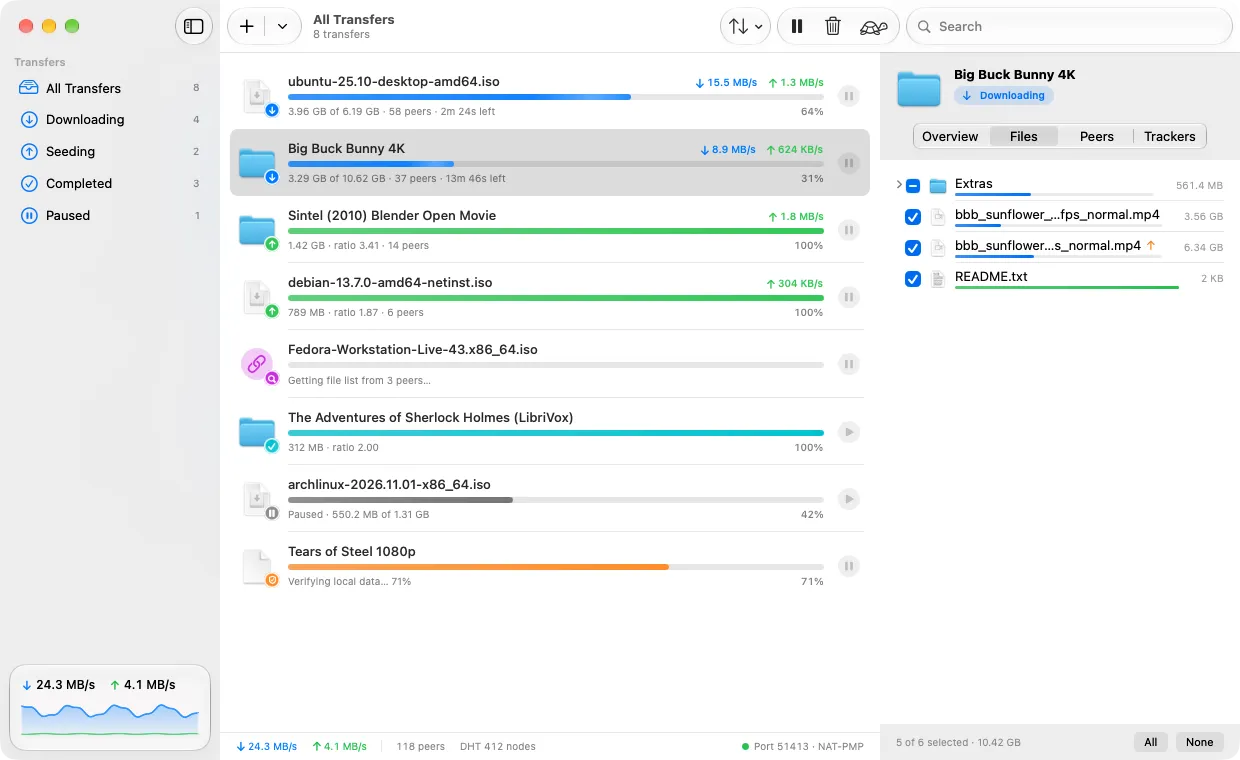 Transfers
All Transfers 8
Downloading 4
Seeding 2
Completed 3
Paused 1
24.3 MB/s 4.1 MB/s
All Transfers
8 transfers
Search
ubuntu-25.10-desktop-amd64.iso 15.5 MB/s 1.3 MB/s
3.96 GB of 6.19 GB · 58 peers · 2m 24s left 64%
Big Buck Bunny 4K 8.9 MB/s 624 KB/s
3.29 GB of 10.62 GB · 37 peers · 13m 46s left 31%
Sintel (2010) Blender Open Movie 1.8 MB/s
1.42 GB · ratio 3.41 · 14 peers 100%
debian-13.7.0-amd64-netinst.iso 304 KB/s
789 MB · ratio 1.87 · 6 peers 100%
Fedora-Workstation-Live-43.x86_64.iso
Getting file list from 3 peers...
The Adventures of Sherlock Holmes (LibriVox)
312 MB · ratio 2.00 100%
archlinux-2026.11.01-x86_64.iso
Paused · 550.2 MB of 1.31 GB 42%
Tears of Steel 1080p
Verifying local data... 71% 71%
24.3 MB/s 4.1 MB/s 118 peers DHT 412 nodes Port 51413 · NAT-PMP
Big Buck Bunny 4K
Downloading
Overview Files Peers Trackers
Extras 561.4 MB
bbb_sunflower_...fps_normal.mp4 3.56 GB
bbb_sunflower...s_normal.mp4 6.34 GB
README.txt 2 KB
5 of 6 selected · 10.42 GB All None